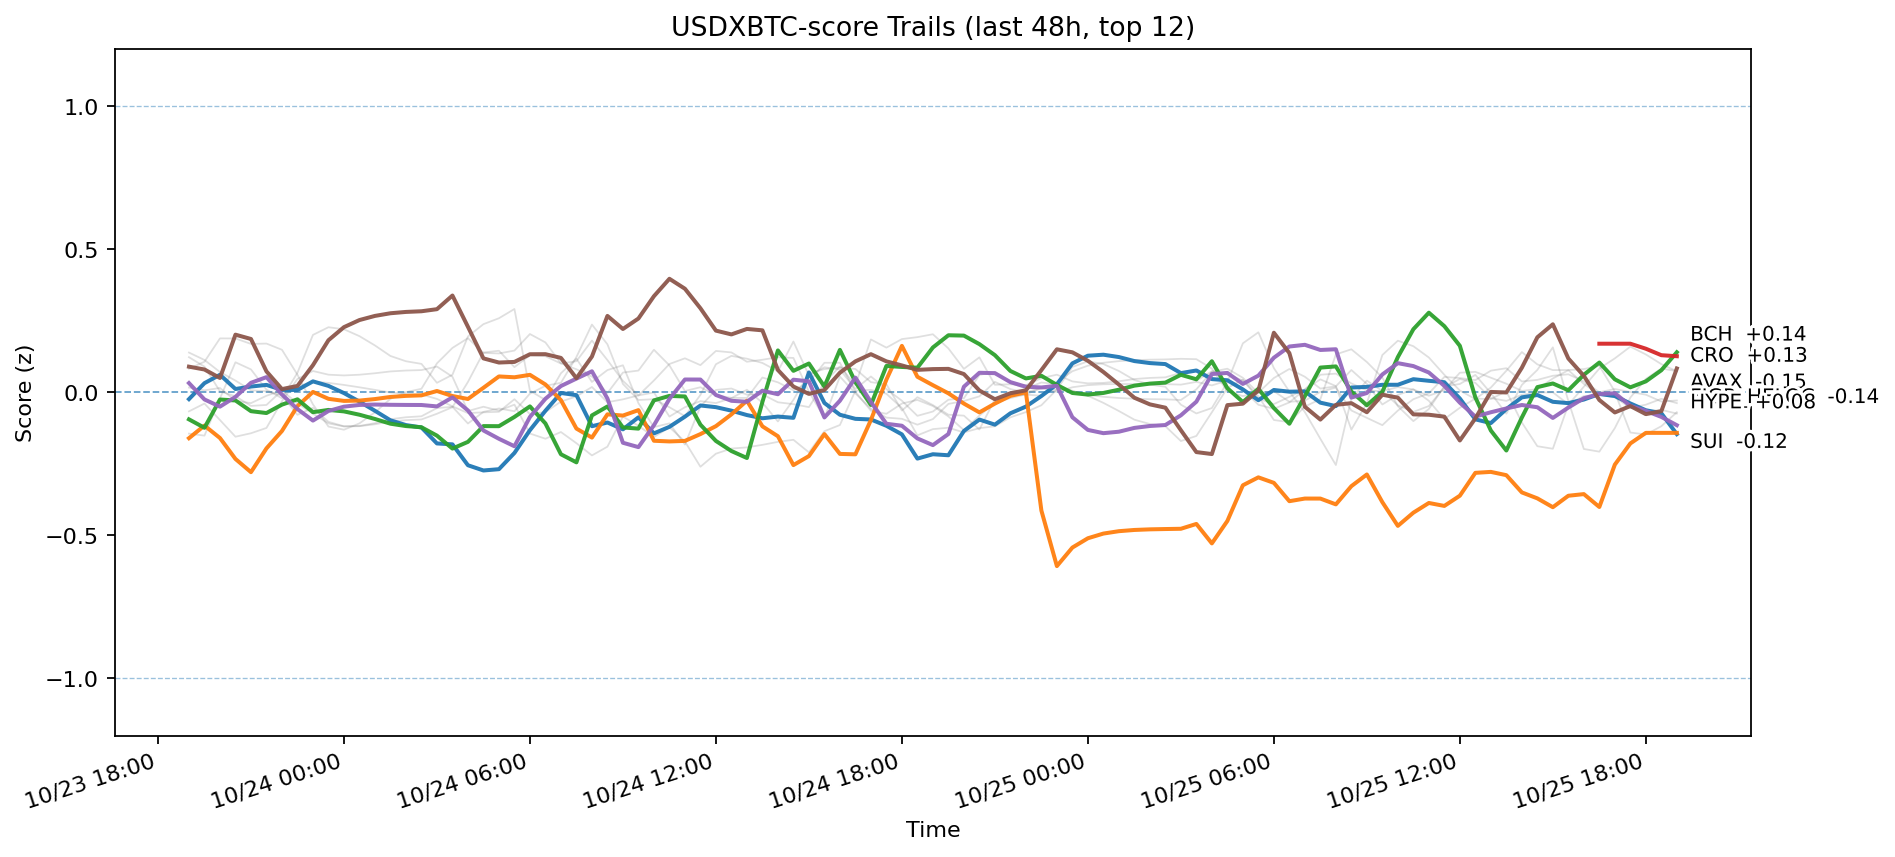 USDXBTC-score Trails (last 48h, top 12)
Score (z)
1.0
0.5
0.0
−0.5
−1.0
BCH +0.14
CRO +0.13
AVAX -0.15
-0.14
HYPE +0.08
SUI -0.12
10/23 18:00
10/24 00:00
10/24 06:00
10/24 12:00
10/24 18:00
10/25 00:00
10/25 06:00
10/25 12:00
10/25 18:00
Time